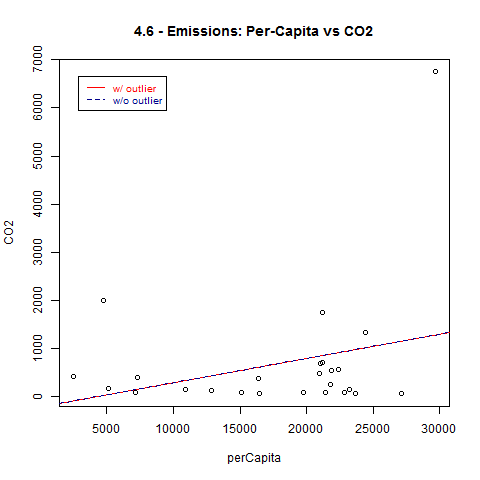 4.6 - Emissions: Per-Capita vs CO2
7000
6000
5000
4000
3000
2000
1000
0
CO2
w/ outlier
w/o outlier
5000 10000 15000 20000 25000 30000
perCapita